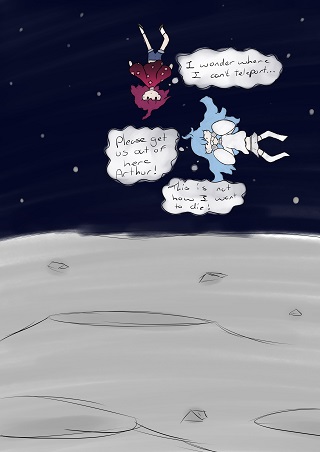 I wonder where
I can't teleport...
Please get
us out of
here
Arthur!
This is not
how I want
to die!